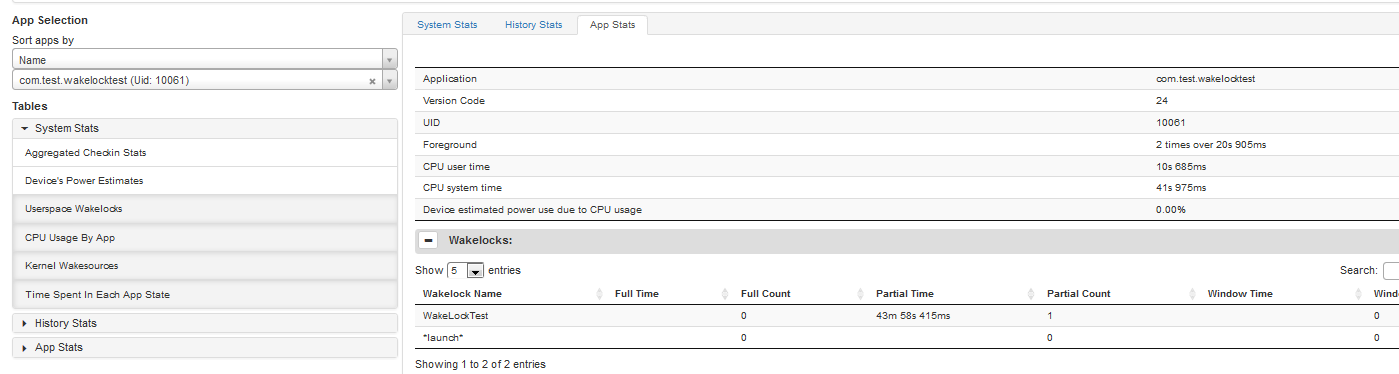 App Selection
Sort apps by
Name
com.test.wakelocktest (Uid: 10061)
Tables
System Stats
Aggregated Checkin Stats
Device's Power Estimates
Userspace Wakelocks
CPU Usage By App
Kernel Wakesources
Time Spent In Each App State
History Stats
App Stats
System Stats History Stats App Stats
Application com.test.wakelocktest
Version Code 24
UID 10061
Foreground 2 times over 20s 905ms
CPU user time 10s 685ms
CPU system time 41s 975ms
Device estimated power use due to CPU usage 0.00%
Wakelocks:
Show 5 entries Search:
Wakelock Name Full Time Full Count Partial Time Partial Count Window Time Wind
WakeLockTest 0 43m 58s 415ms 1 0
*launch* 0 0 0
Showing 1 to 2 of 2 entries